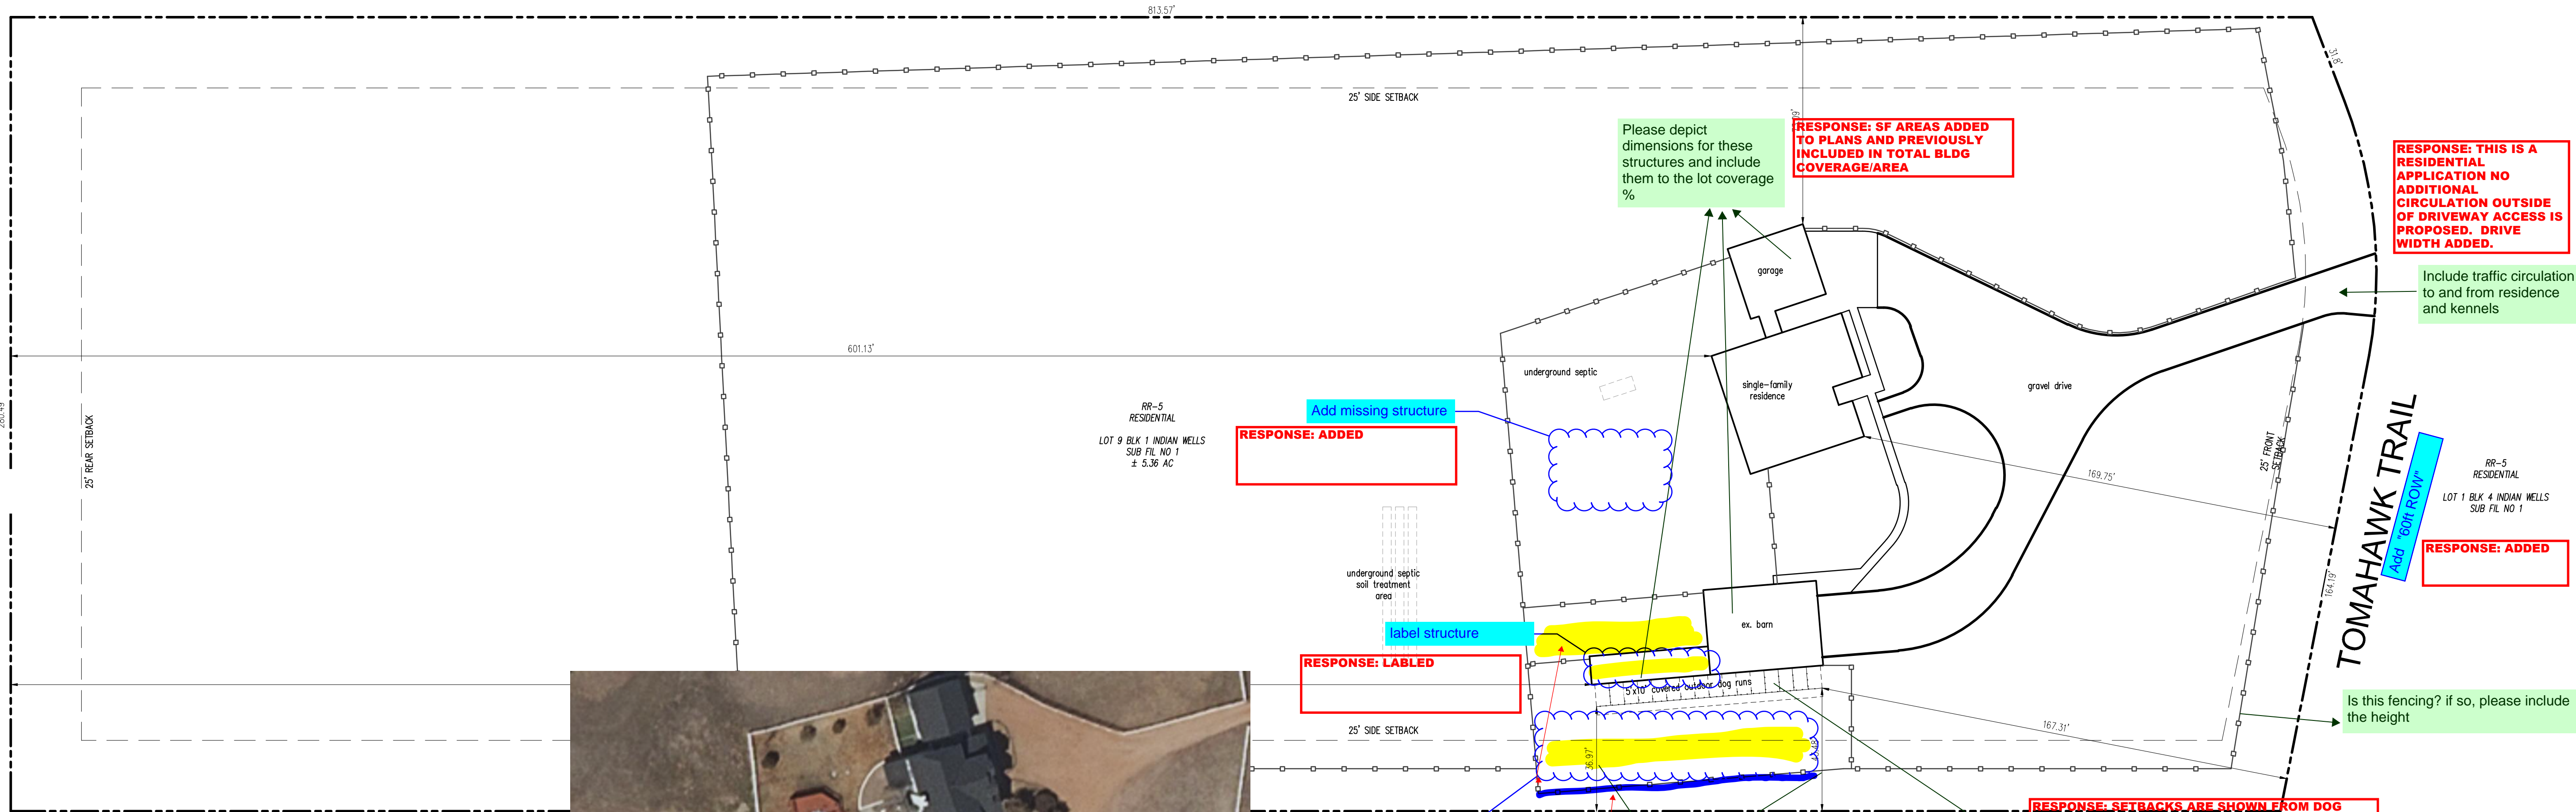 813.57'
31.8'
25' SIDE SETBACK
Please depict
dimensions for these
structures and include
them to the lot coverage
%
RESPONSE: SF AREAS ADDED
TO PLANS AND PREVIOUSLY
INCLUDED IN TOTAL BLDG
COVERAGE/AREA
RESPONSE: THIS IS A
RESIDENTIAL
APPLICATION NO
ADDITIONAL
CIRCULATION OUTSIDE
OF DRIVEWAY ACCESS IS
PROPOSED. DRIVE
WIDTH ADDED.
Include traffic circulation
to and from residence
and kennels
garage
601.13'
underground septic
single-family
residence
gravel drive
25' REAR SETBACK
RR-5
RESIDENTIAL
LOT 9 BLK 1 INDIAN WELLS
SUB FIL NO 1
± 5.36 AC
Add missing structure
RESPONSE: ADDED
25' FRONT
SETBACK
169.75'
TOMAHAWK TRAIL
Add "60ft ROW"
RR-5
RESIDENTIAL
LOT 1 BLK 4 INDIAN WELLS
SUB FIL NO 1
RESPONSE: ADDED
164.19'
underground septic
soil treatment
area
label structure
RESPONSE: LABLED
ex. barn
5'x10' covered outdoor dog runs
Is this fencing? if so, please include
the height
25' SIDE SETBACK
36.97'
167.31'
RESPONSE: SETBACKS ARE SHOWN FROM DOG